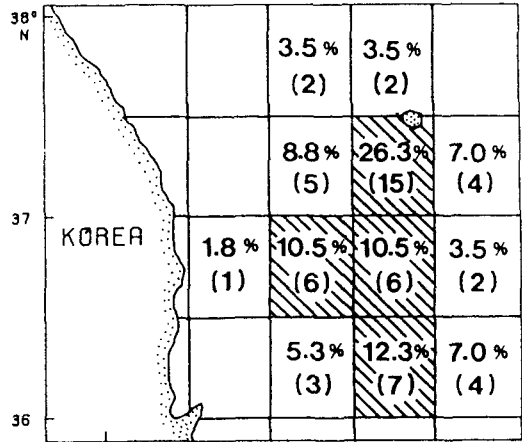 38°
N
3.5% 3.5%
(2) (2)
8.8% 26.3% 7.0%
(5) (15) (4)
37
KOREA
1.8% 10.5% 10.5% 3.5%
(1) (6) (6) (2)
5.3% 12.3% 7.0%
(3) (7) (4)
36